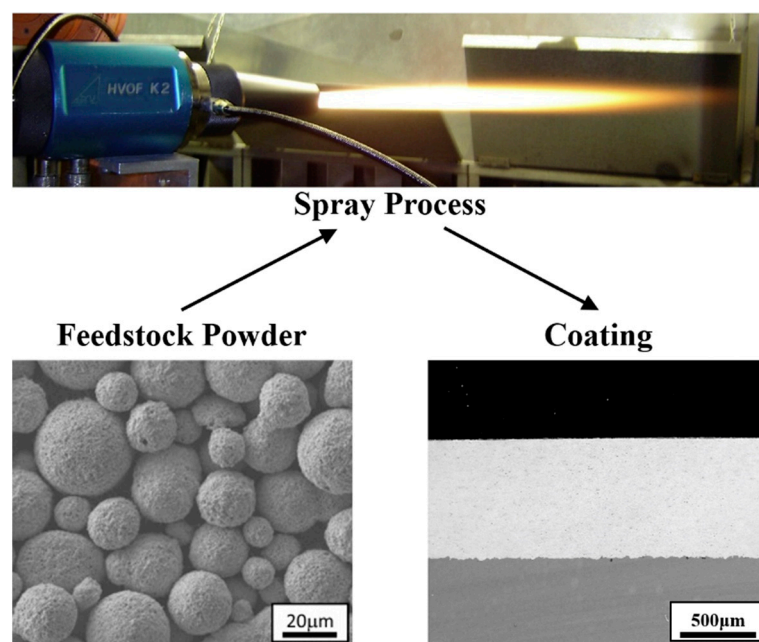 HVOF K2
Spray Process
Feedstock Powder
Coating
20μm
500μm